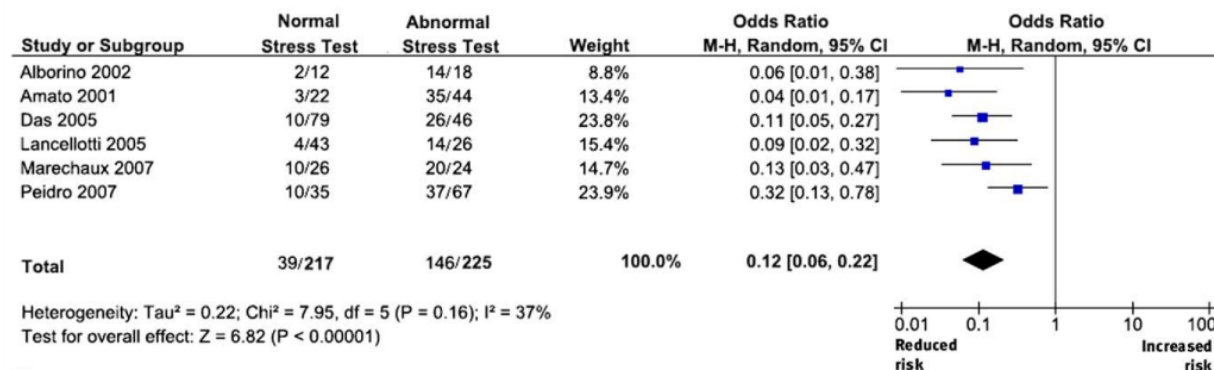 Normal Abnormal Odds Ratio Odds Ratio
Study or Subgroup Stress Test Stress Test Weight M-H, Random, 95% CI M-H, Random, 95% CI
Alborino 2002 2/12 14/18 8.8% 0.06 [0.01, 0.38]
Amato 2001 3/22 35/44 13.4% 0.04 [0.01, 0.17]
Das 2005 10/79 26/46 23.8% 0.11 [0.05, 0.27]
Lancellotti 2005 4/43 14/26 15.4% 0.09 [0.02, 0.32]
Marechaux 2007 10/26 20/24 14.7% 0.13 [0.03, 0.47]
Peidro 2007 10/35 37/67 23.9% 0.32 [0.13, 0.78]
Total 39/217 146/225 100.0% 0.12 [0.06, 0.22]
Heterogeneity: Tau² = 0.22; Chi² = 7.95, df = 5 (P = 0.16); I² = 37%
Test for overall effect: Z = 6.82 (P < 0.00001)
0.01 0.1 1 10 100
Reduced Increased
risk risk